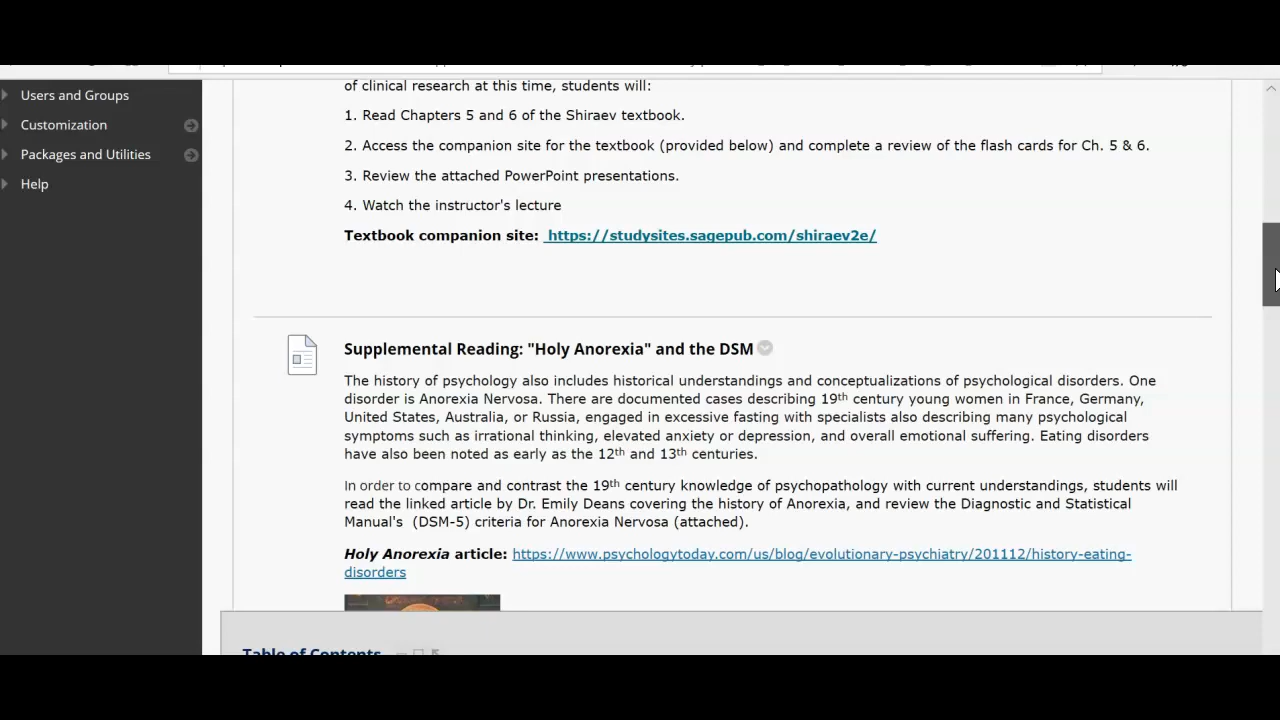 Users and Groups
Customization
Packages and Utilities
Help
of clinical research at this time, students will:
1. Read Chapters 5 and 6 of the Shiraev textbook.
2. Access the companion site for the textbook (provided below) and complete a review of the flash cards for Ch. 5 & 6.
3. Review the attached PowerPoint presentations.
4. Watch the instructor's lecture
Textbook companion site:  https://studysites.sagepub.com/shiraev2e/
Supplemental Reading: "Holy Anorexia" and the DSM
The history of psychology also includes historical understandings and conceptualizations of psychological disorders. One
disorder is Anorexia Nervosa. There are documented cases describing 19th century young women in France, Germany,
United States, Australia, or Russia, engaged in excessive fasting with specialists also describing many psychological
symptoms such as irrational thinking, elevated anxiety or depression, and overall emotional suffering. Eating disorders
have also been noted as early as the 12th and 13th centuries.
In order to compare and contrast the 19th century knowledge of psychopathology with current understandings, students will
read the linked article by Dr. Emily Deans covering the history of Anorexia, and review the Diagnostic and Statistical
Manual's  (DSM-5) criteria for Anorexia Nervosa (attached).
Holy Anorexia article: https://www.psychologytoday.com/us/blog/evolutionary-psychiatry/201112/history-eating-
disorders
Table of Contents